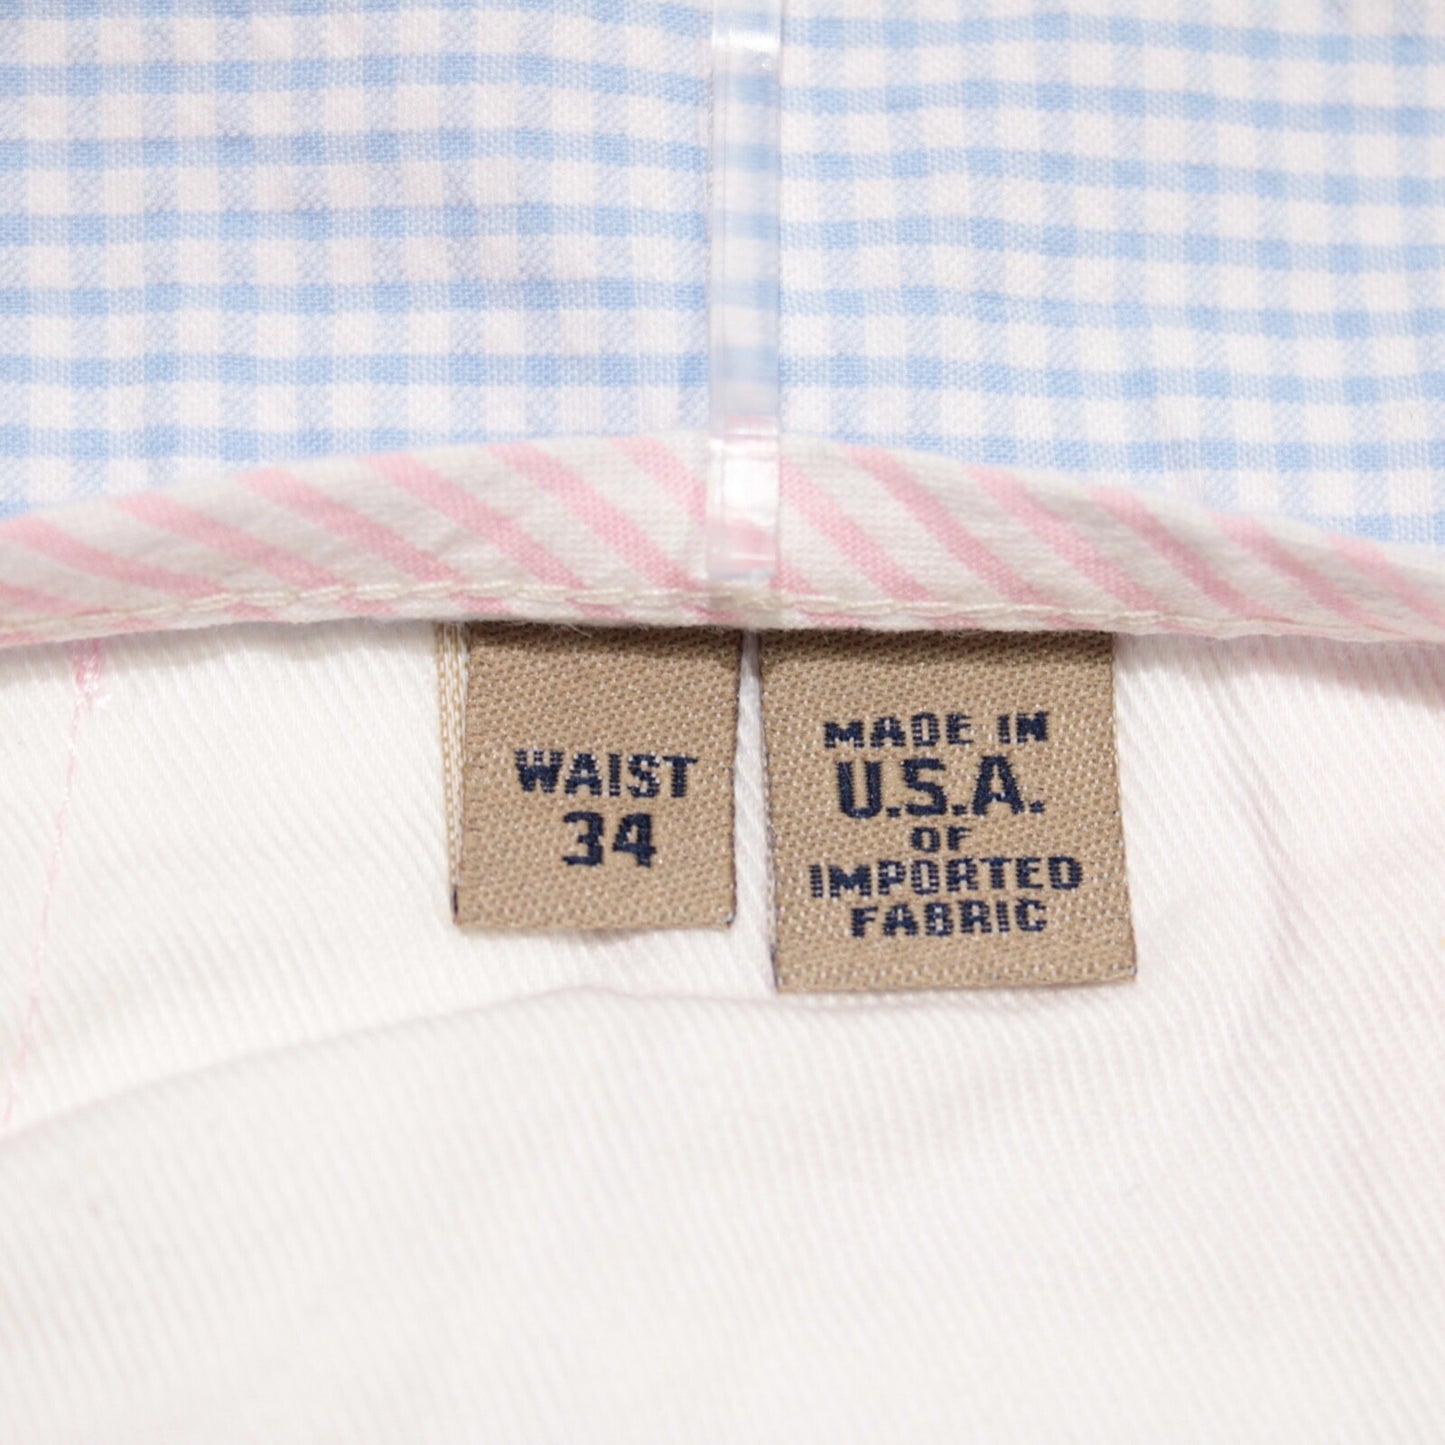 WAIST
34
MADE IN
U.S.A.
OF
IMPORTED
FABRIC